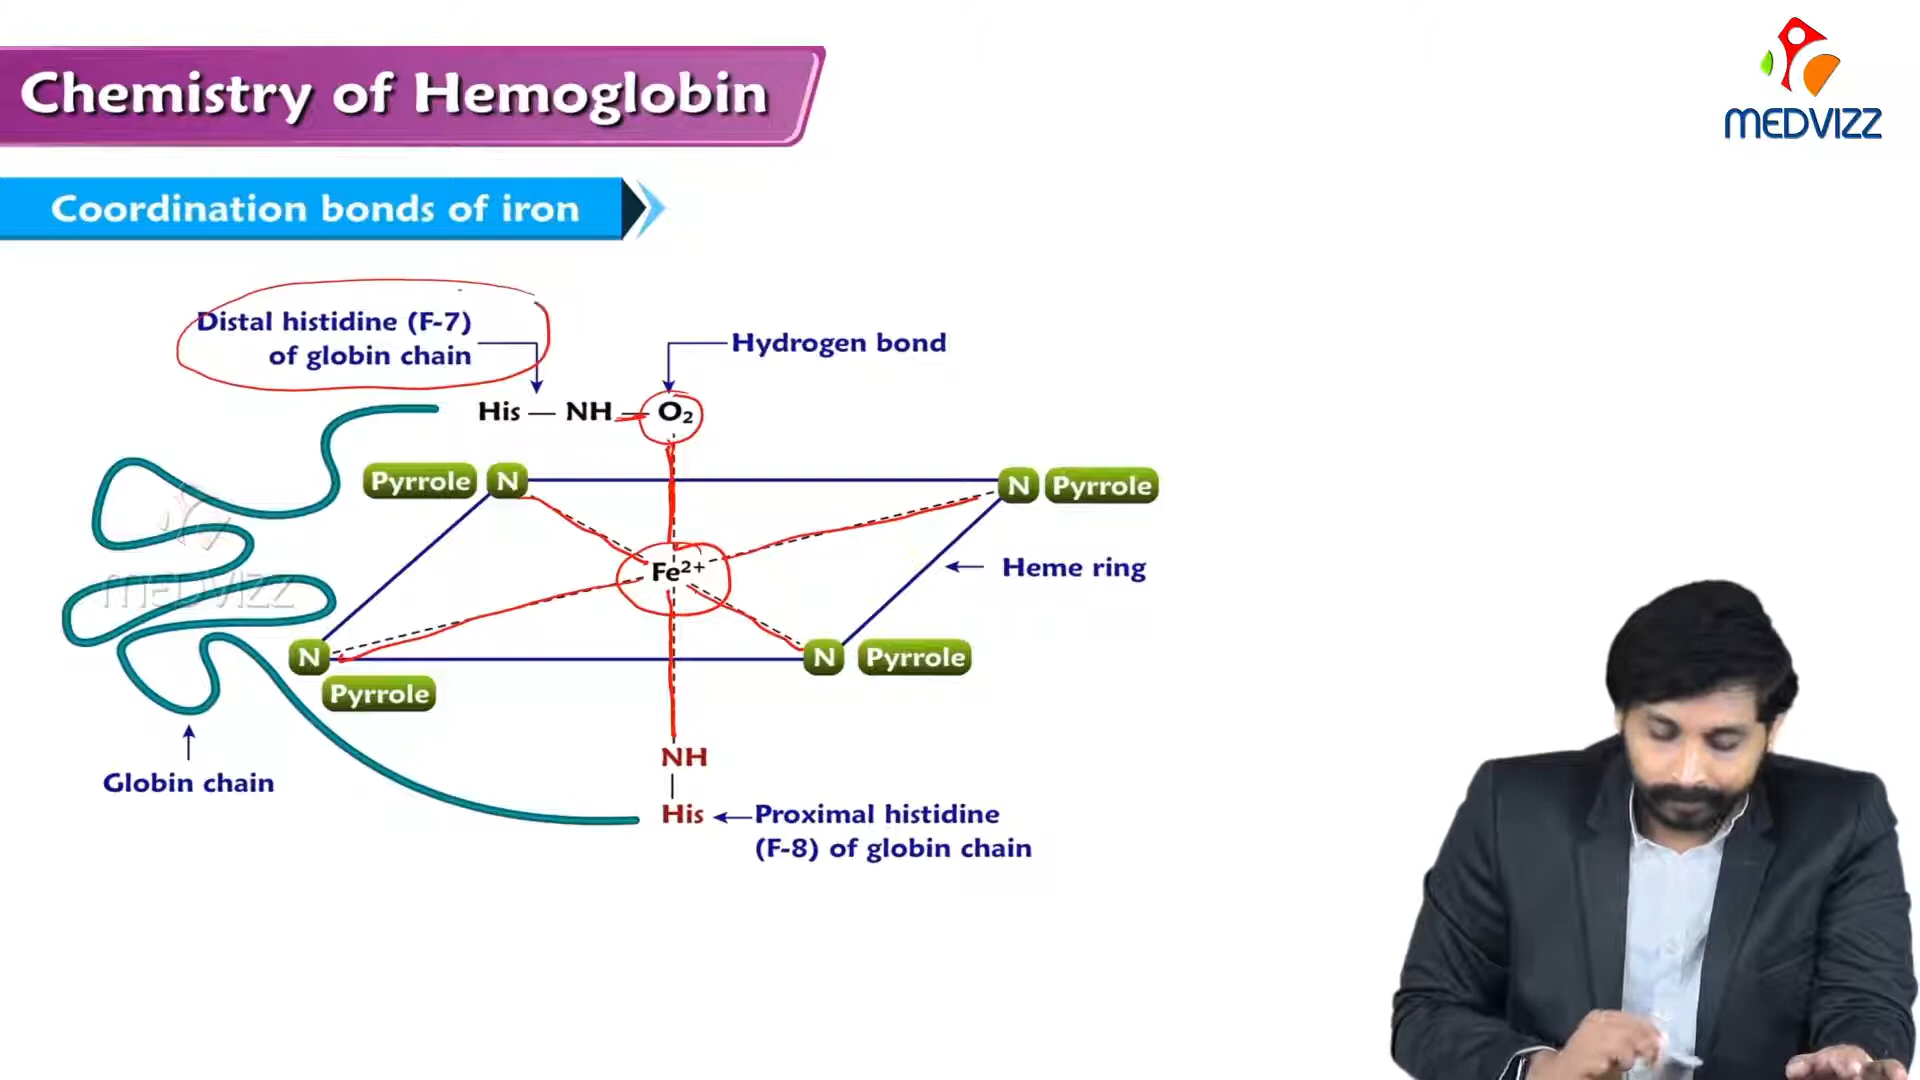 Chemistry of Hemoglobin
MEDVIZZ
Coordination bonds of iron
Distal histidine (F-7)
of globin chain
Hydrogen bond
His — NH — O₂
Pyrrole N
N Pyrrole
Fe²⁺
Heme ring
MEDVIZZ
N
N Pyrrole
Pyrrole
NH
Globin chain
His
Proximal histidine
(F-8) of globin chain